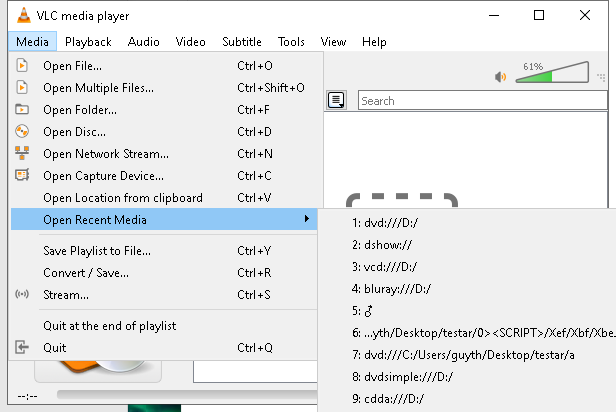 VLC media player
Media Playback Audio Video Subtitle Tools View Help
Open File... Ctrl+O
Open Multiple Files... Ctrl+Shift+O
Open Folder... Ctrl+F
Open Disc... Ctrl+D
Open Network Stream... Ctrl+N
Open Capture Device... Ctrl+C
Open Location from clipboard Ctrl+V
Open Recent Media
Save Playlist to File... Ctrl+Y
Convert / Save... Ctrl+R
Stream... Ctrl+S
Quit at the end of playlist
Quit Ctrl+Q
61%
Search
1: dvd:///D:/
2: dshow://
3: vcd:///D:/
4: bluray:///D:/
5: ♂
6: ...yth/Desktop/testar/0><SCRIPT>/Xef/Xbf/Xbe...
7: dvd:///C:/Users/guyth/Desktop/testar/a
8: dvdsimple:///D:/
9: cdda:///D:/
--:--